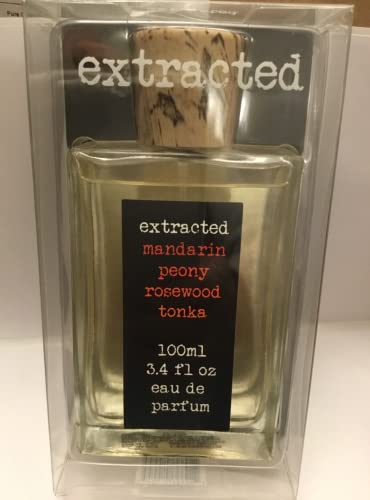 extracted
extracted
mandarin
peony
rosewood
tonka
100ml
3.4 fl oz
eau de
parfum